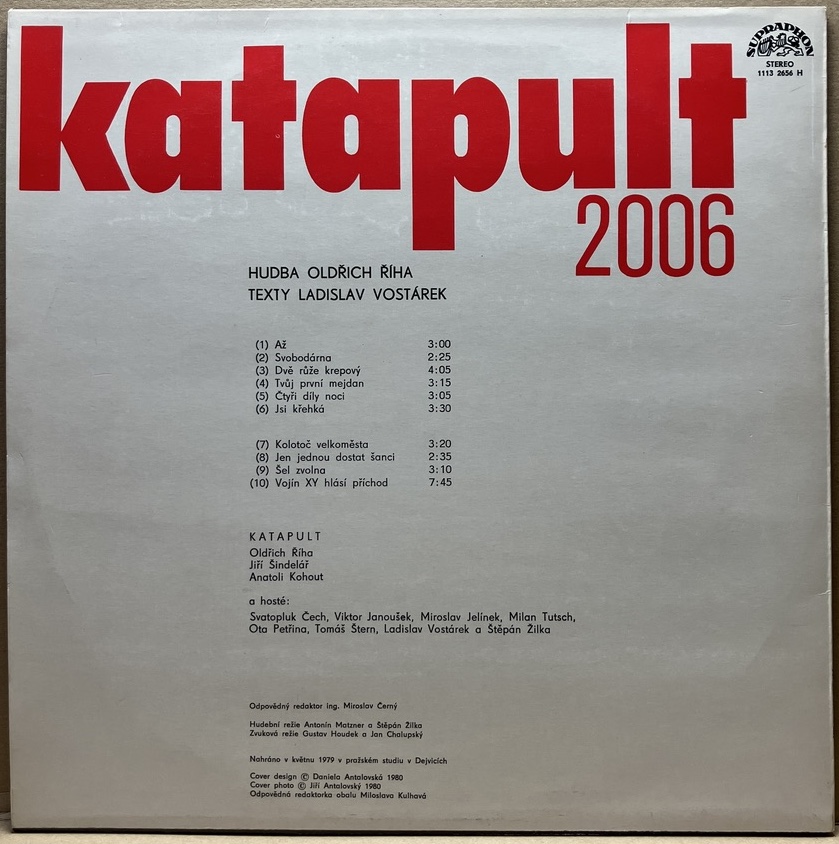 katapult
SUPRAPHON
STEREO
1113 2656 H
2006
HUDBA OLDŘICH ŘÍHA
TEXTY LADISLAV VOSTÁREK
(1) Až 3:00
(2) Svobodárna 2:25
(3) Dvě růže krepový 4:05
(4) Tvůj první mejdan 3:15
(5) Čtyři díly noci 3:05
(6) Jsi křehká 3:30
(7) Kolotoč velkoměsta 3:20
(8) Jen jednou dostat šanci 2:35
(9) Šel zvolna 3:10
(10) Vojín XY hlásí příchod 7:45
KATAPULT
Oldřich Říha
Jiří Šindelář
Anatoli Kohout
a hosté:
Svatopluk Čech, Viktor Janoušek, Miroslav Jelínek, Milan Tutsch,
Ota Petřina, Tomáš Štern, Ladislav Vostárek a Štěpán Žilka
Odpovědný redaktor ing. Miroslav Černý
Hudební režie Antonín Matzner a Štěpán Žilka
Zvuková režie Gustav Houdek a Jan Chalupský
Nahráno v květnu 1979 v pražském studiu v Dejvicích
Cover design © Daniela Antalovská 1980
Cover photo © Jiří Antalovský 1980
Odpovědná redaktorka obalu Miloslava Kulhavá